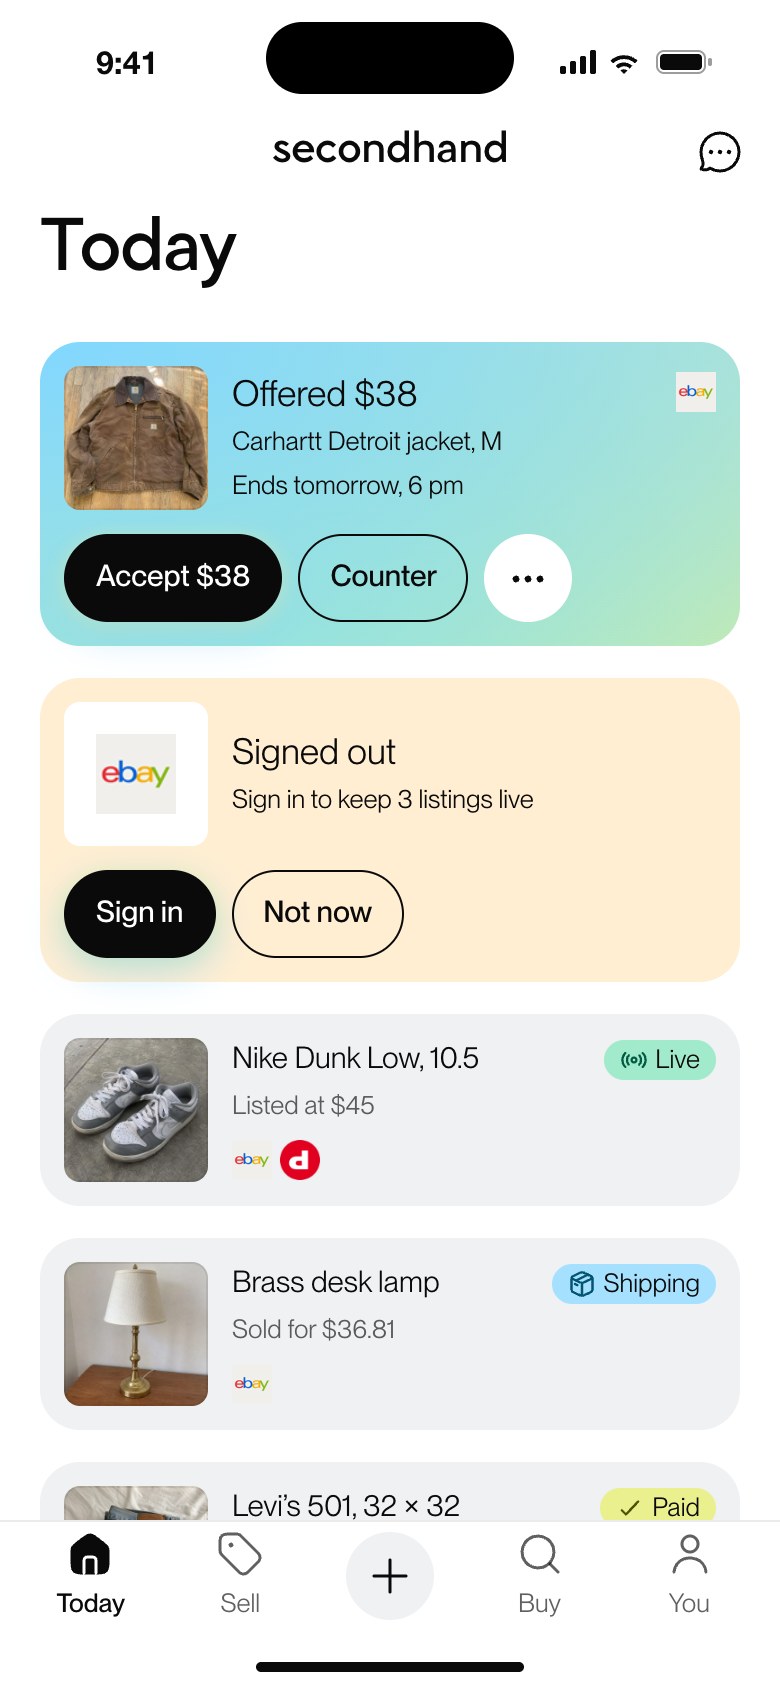 9:41
secondhand
Today
Offered $38
ebay
Carhartt Detroit jacket, M
Ends tomorrow, 6 pm
Accept $38
Counter
ebay
Signed out
Sign in to keep 3 listings live
Sign in
Not now
Nike Dunk Low, 10.5
Live
Listed at $45
ebay
d
Brass desk lamp
Shipping
Sold for $36.81
ebay
Levi’s 501, 32 × 32
Paid
Today
Sell
Buy
You